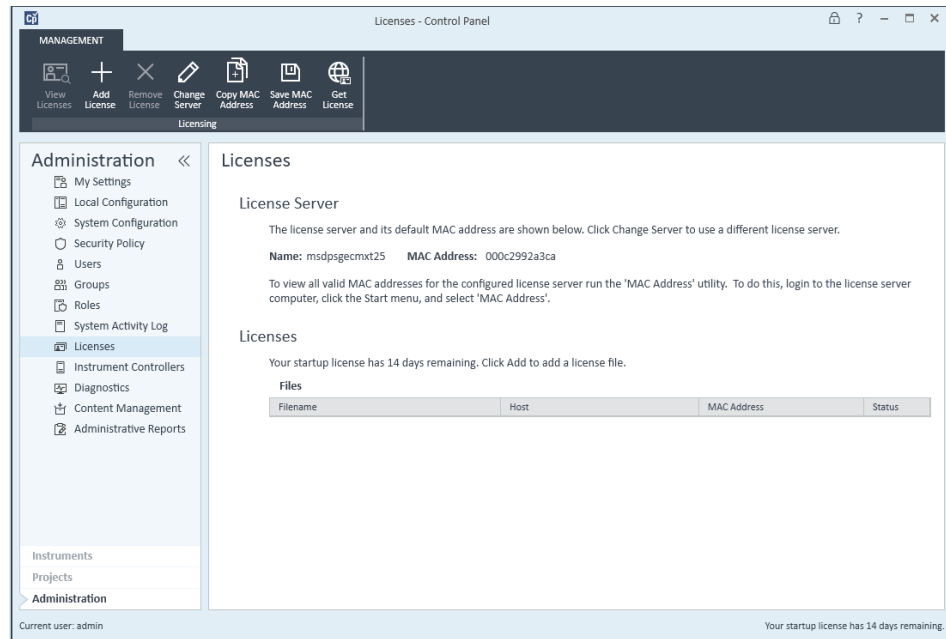 Licenses - Control Panel
?
MANAGEMENT
View Licenses
Add License
Remove License
Change Server
Copy MAC Address
Save MAC Address
Get License
Licensing
Administration
My Settings
Local Configuration
System Configuration
Security Policy
Users
Groups
Roles
System Activity Log
Licenses
Instrument Controllers
Diagnostics
Content Management
Administrative Reports
Instruments
Projects
Administration
Licenses
License Server
The license server and its default MAC address are shown below. Click Change Server to use a different license server.
Name: msdpsgecmxt25 MAC Address: 000c2992a3ca
To view all valid MAC addresses for the configured license server run the 'MAC Address' utility. To do this, login to the license server
computer, click the Start menu, and select 'MAC Address'.
Licenses
Your startup license has 14 days remaining. Click Add to add a license file.
Files
Filename Host MAC Address Status
Current user: admin
Your startup license has 14 days remaining.